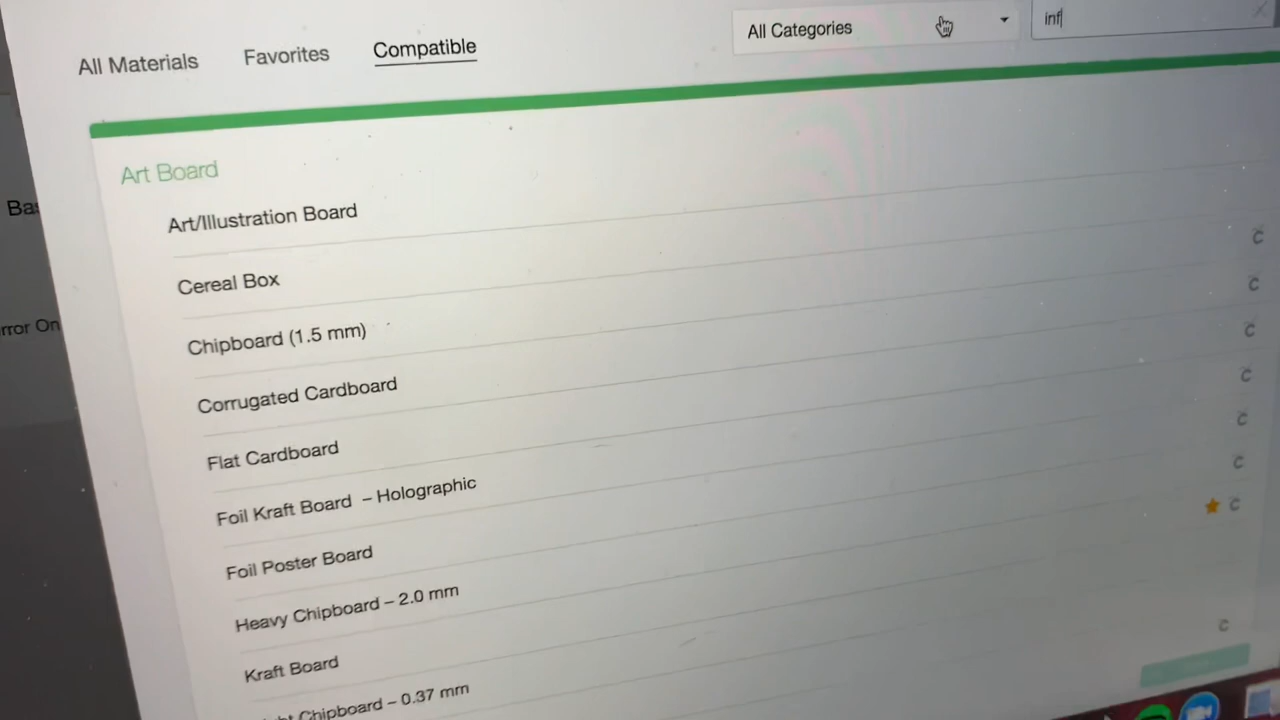 All Materials Favorites Compatible All Categories inf
Art Board
Art/Illustration Board
Cereal Box
C
Chipboard (1.5 mm)
C
Corrugated Cardboard
C
Flat Cardboard
C
Foil Kraft Board – Holographic
C
Foil Poster Board
C
Heavy Chipboard – 2.0 mm
C
Kraft Board
C
Chipboard – 0.37 mm
rror On